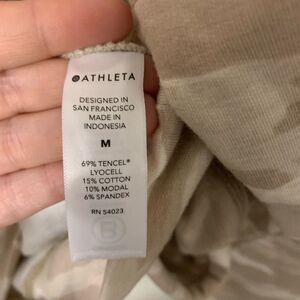 ATHLETA
DESIGNED IN
SAN FRANCISCO
MADE IN
INDONESIA
M
69% TENCEL®
LYOCELL
15% COTTON
10% MODAL
6% SPANDEX
RN 54023
B